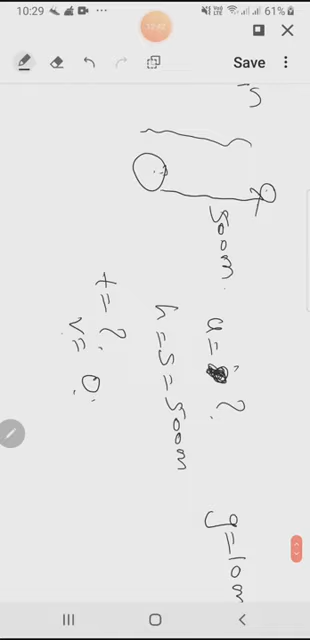 10:29
61%
Save
500m.
u = ?
g = 10m
h = S = 500m
t = ?
v = 0.